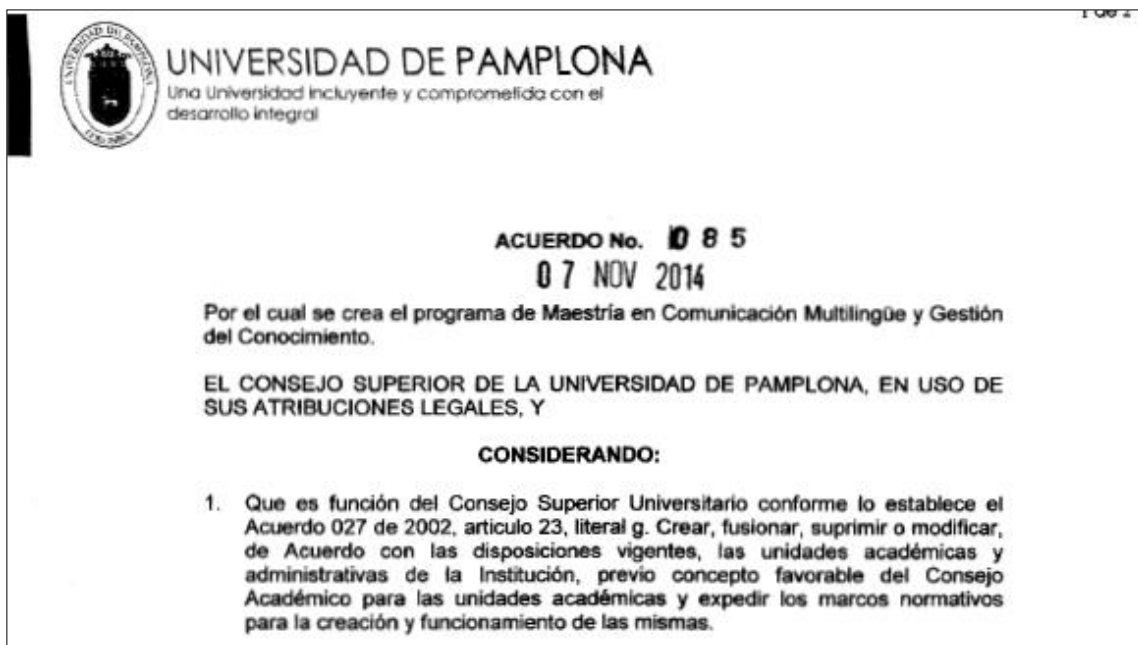 UNIVERSIDAD DE PAMPLONA
Una Universidad incluyente y comprometida con el
desarrollo integral
ACUERDO No. 085
07 NOV 2014
Por el cual se crea el programa de Maestría en Comunicación Multilingüe y Gestión
del Conocimiento.
EL CONSEJO SUPERIOR DE LA UNIVERSIDAD DE PAMPLONA, EN USO DE
SUS ATRIBUCIONES LEGALES, Y
CONSIDERANDO:
1. Que es función del Consejo Superior Universitario conforme lo establece el
Acuerdo 027 de 2002, articulo 23, literal g. Crear, fusionar, suprimir o modificar,
de Acuerdo con las disposiciones vigentes, las unidades académicas y
administrativas de la Institución, previo concepto favorable del Consejo
Académico para las unidades académicas y expedir los marcos normativos
para la creación y funcionamiento de las mismas.